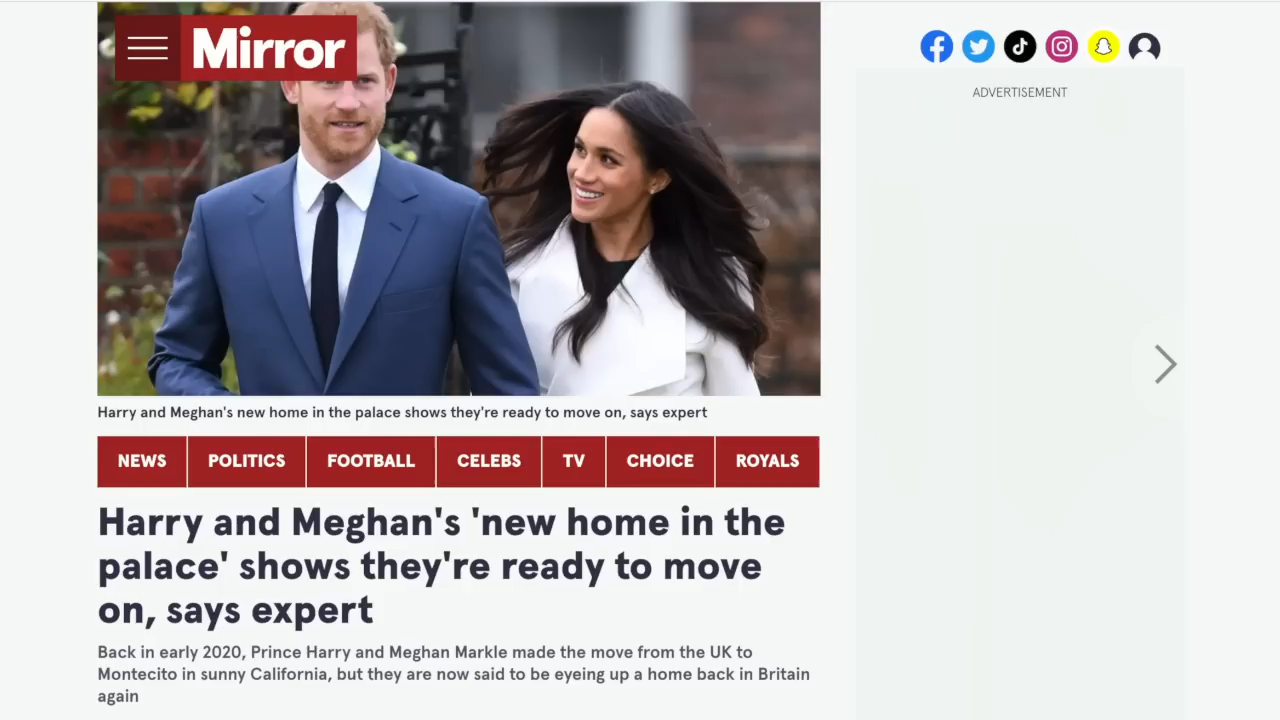 Mirror
ADVERTISEMENT
Harry and Meghan's new home in the palace shows they're ready to move on, says expert
NEWS POLITICS FOOTBALL CELEBS TV CHOICE ROYALS
Harry and Meghan's 'new home in the
palace' shows they're ready to move
on, says expert
Back in early 2020, Prince Harry and Meghan Markle made the move from the UK to
Montecito in sunny California, but they are now said to be eyeing up a home back in Britain
again